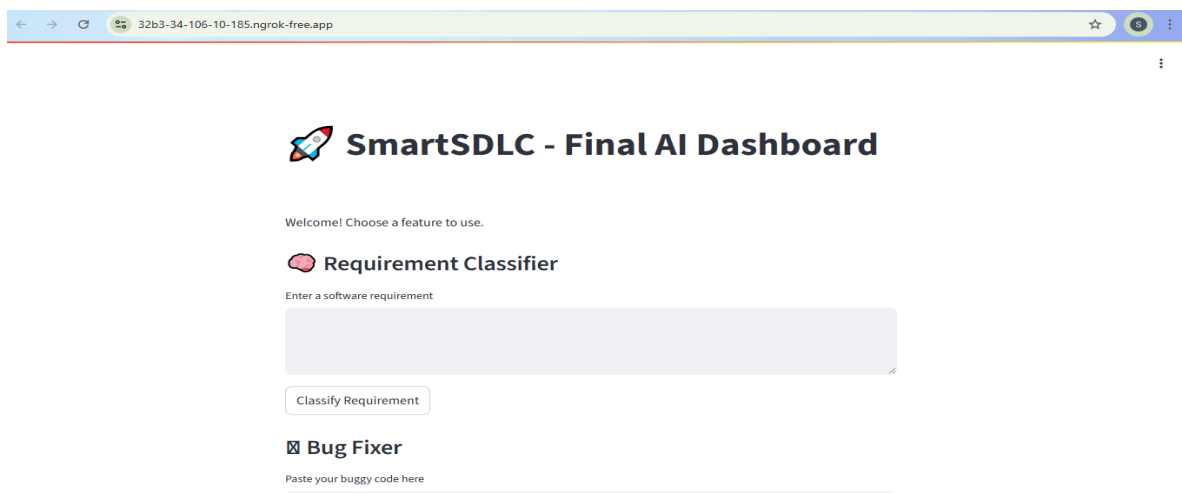 32b3-34-106-10-185.ngrok-free.app
S
🚀 SmartSDLC - Final AI Dashboard
Welcome! Choose a feature to use.
🧠 Requirement Classifier
Enter a software requirement
Classify Requirement
Bug Fixer
Paste your buggy code here